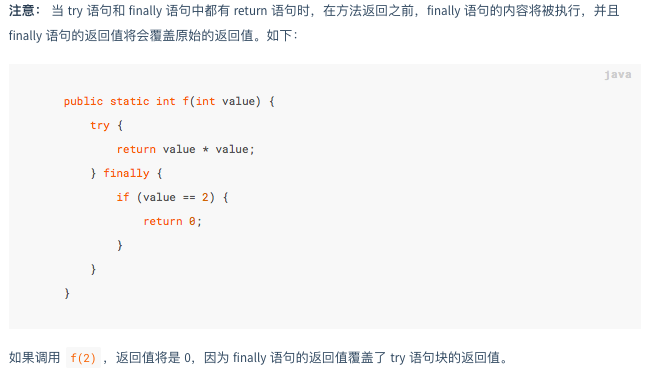 注意： 当 try 语句和 finally 语句中都有 return 语句时，在方法返回之前，finally 语句的内容将被执行，并且
finally 语句的返回值将会覆盖原始的返回值。如下：
java
public static int f(int value) {
    try {
        return value * value;
    } finally {
        if (value == 2) {
            return 0;
        }
    }
}
如果调用 f(2) ，返回值将是 0，因为 finally 语句的返回值覆盖了 try 语句块的返回值。